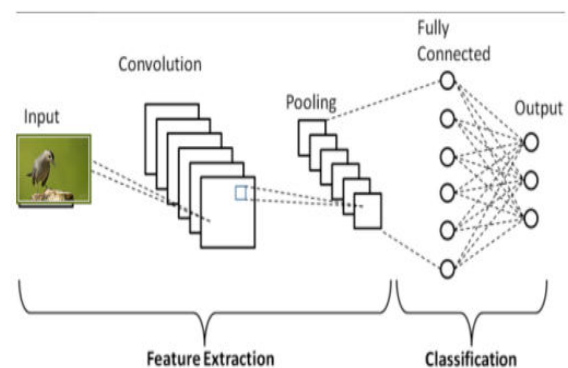 Fully
Connected
Convolution
Pooling
Input
Output
Feature Extraction
Classification